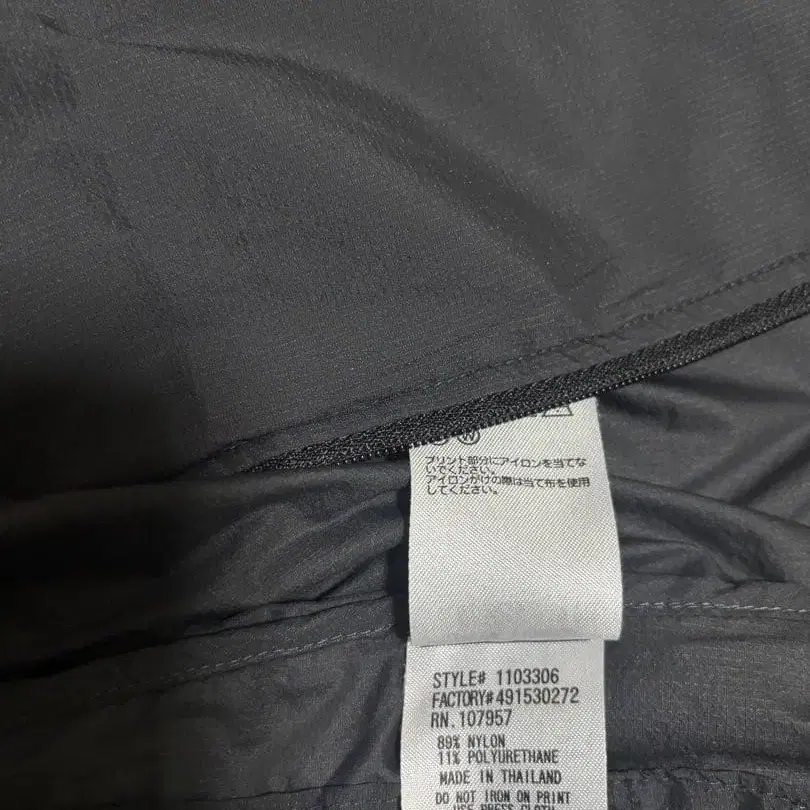 プリント部分にアイロンを当てな
いでください。
アイロンがけの際は当て布を使用
してください。
STYLE# 1103306
FACTORY# 491530272
RN. 107957
89% NYLON
11% POLYURETHANE
MADE IN THAILAND
DO NOT IRON ON PRINT
USE PRESS CLOTH